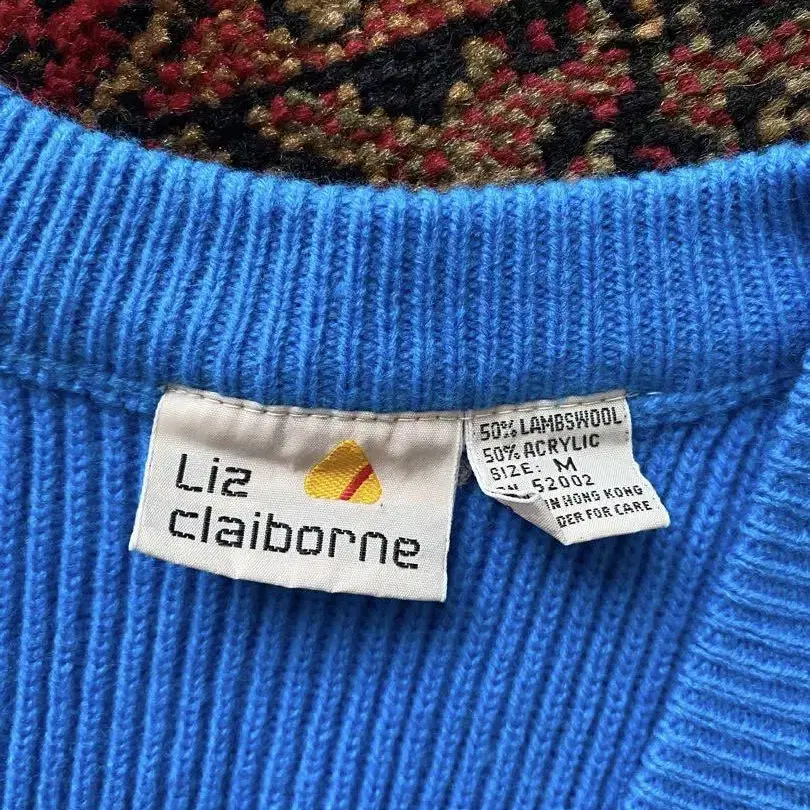 Liz
claiborne
50% LAMBSWOOL
50% ACRYLIC
SIZE: M
52002
IN HONG KONG
DER FOR CARE